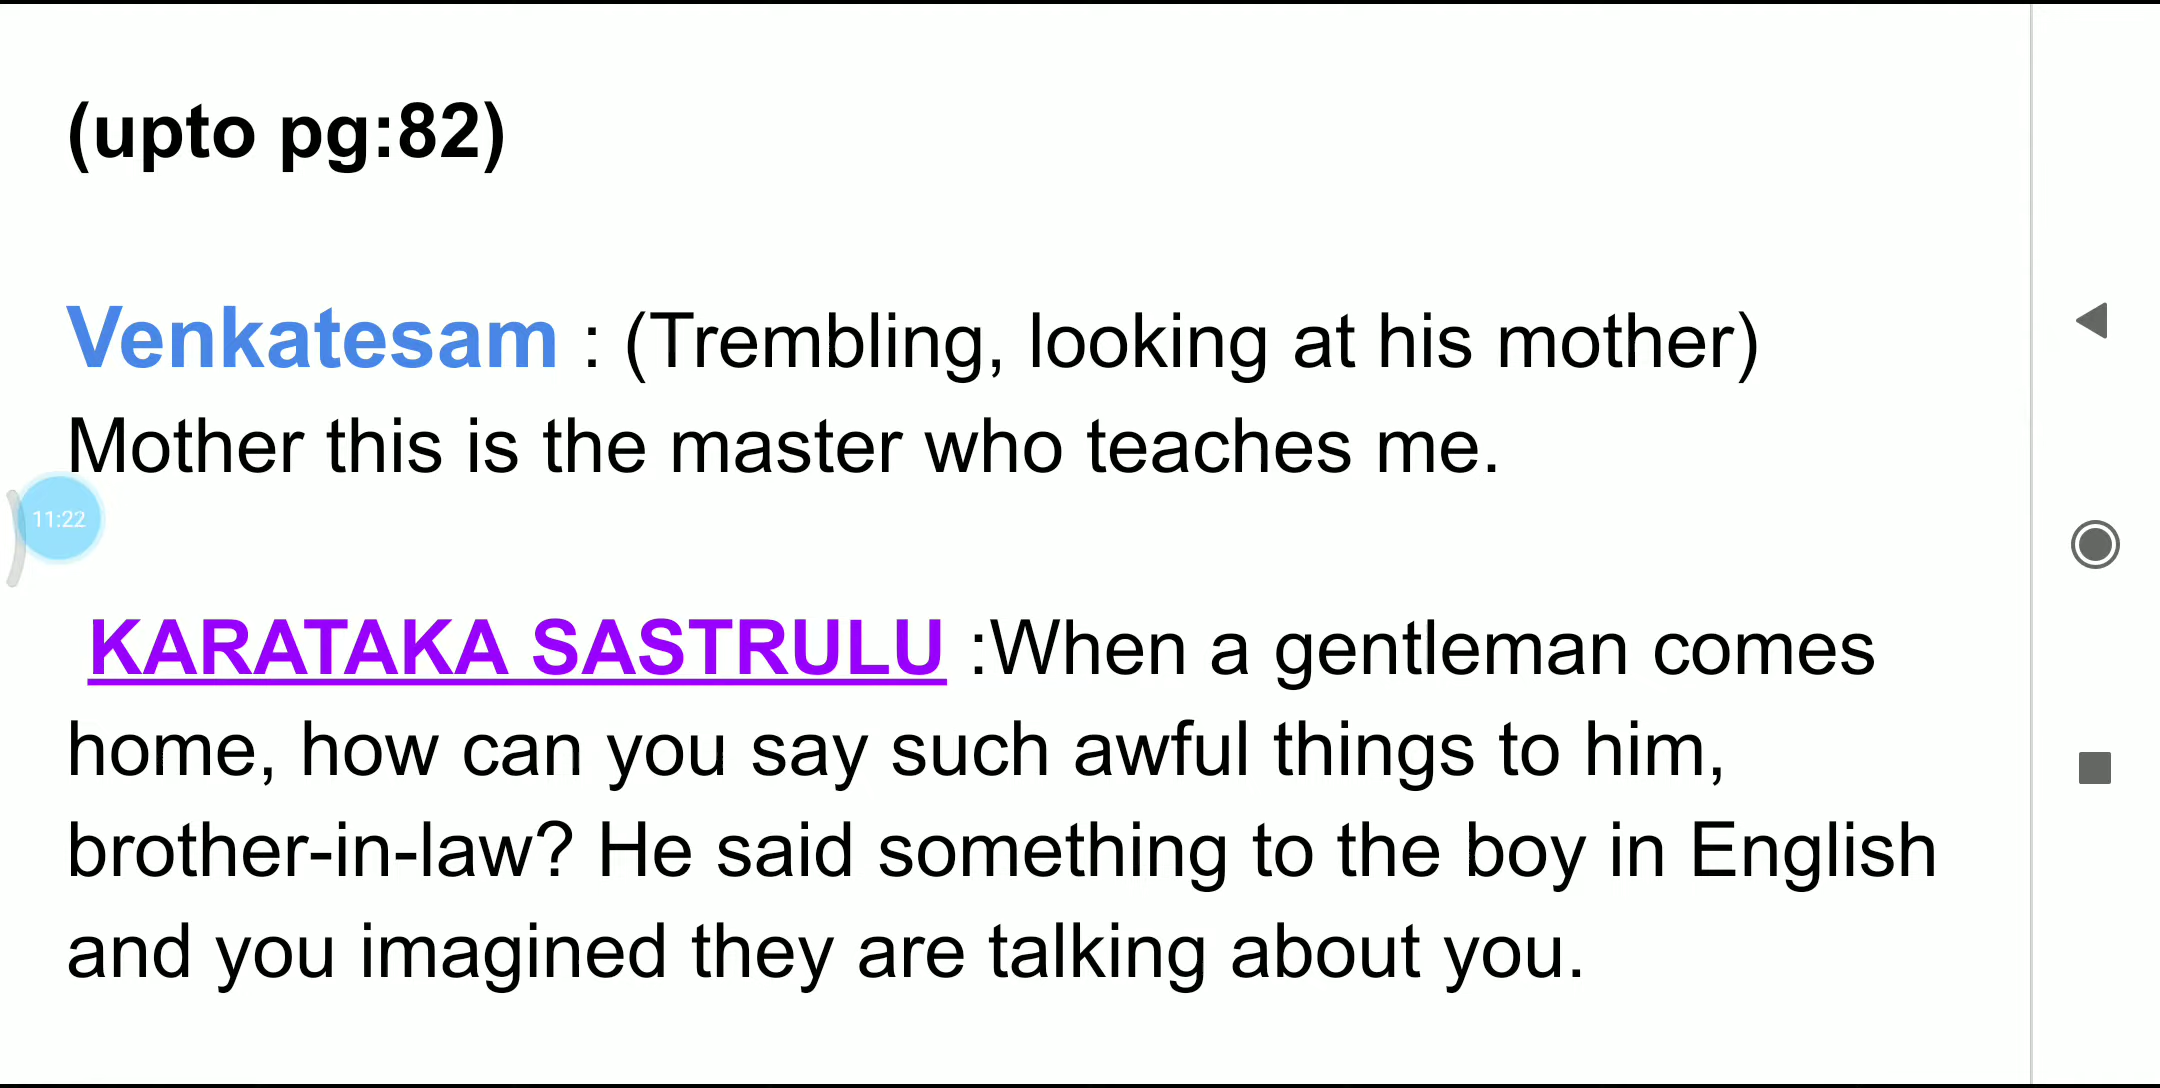 (upto pg:82)
Venkatesam : (Trembling, looking at his mother)
Mother this is the master who teaches me.
11:22
KARATAKA SASTRULU :When a gentleman comes
home, how can you say such awful things to him,
brother-in-law? He said something to the boy in English
and you imagined they are talking about you.